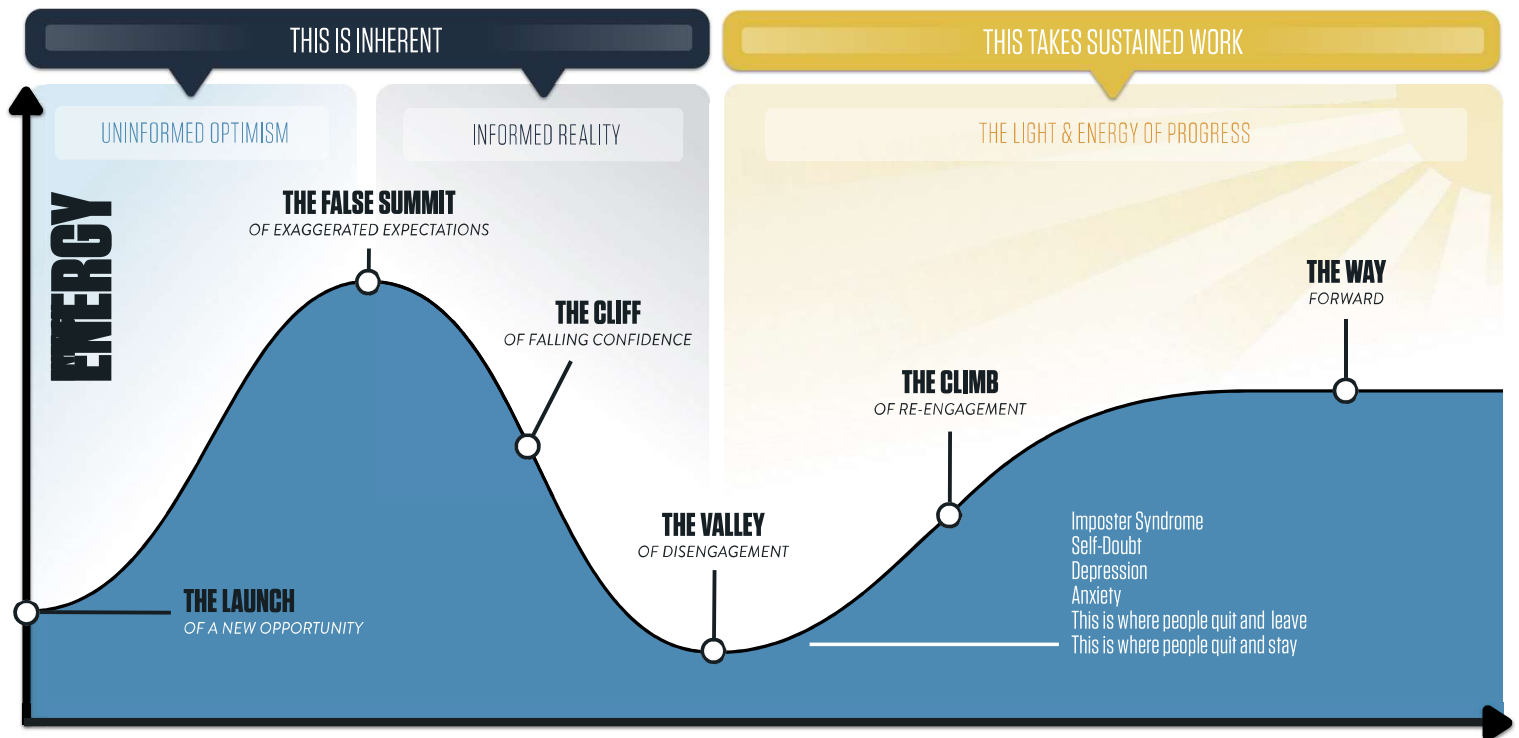 THIS IS INHERENT
THIS TAKES SUSTAINED WORK
UNINFORMED OPTIMISM
INFORMED REALITY
THE LIGHT & ENERGY OF PROGRESS
ENERGY
THE FALSE SUMMIT
OF EXAGGERATED EXPECTATIONS
THE CLIFF
OF FALLING CONFIDENCE
THE WAY
FORWARD
THE CLIMB
OF RE-ENGAGEMENT
THE VALLEY
OF DISENGAGEMENT
THE LAUNCH
OF A NEW OPPORTUNITY
Imposter Syndrome
Self-Doubt
Depression
Anxiety
This is where people quit and leave
This is where people quit and stay